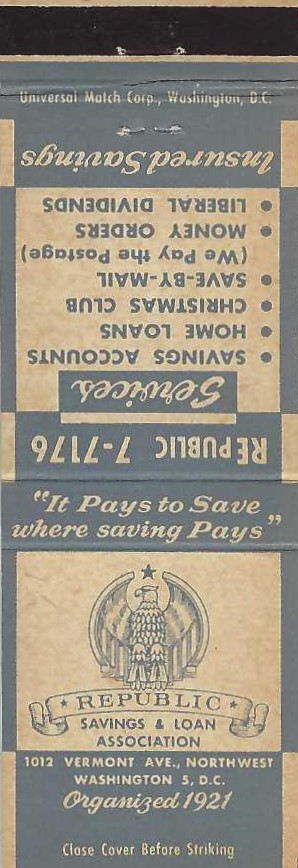 Universal Match Corp., Washington, D.C.
REPUBLIC 7-7176
Services
• SAVINGS ACCOUNTS
• HOME LOANS
• CHRISTMAS CLUB
• SAVE-BY-MAIL
(We Pay the Postage)
• MONEY ORDERS
• LIBERAL DIVIDENDS
Insured Savings
"It Pays to Save
where saving Pays"
REPUBLIC
SAVINGS & LOAN
ASSOCIATION
1012 VERMONT AVE., NORTHWEST
WASHINGTON 5, D.C.
Organized 1921
Close Cover Before Striking